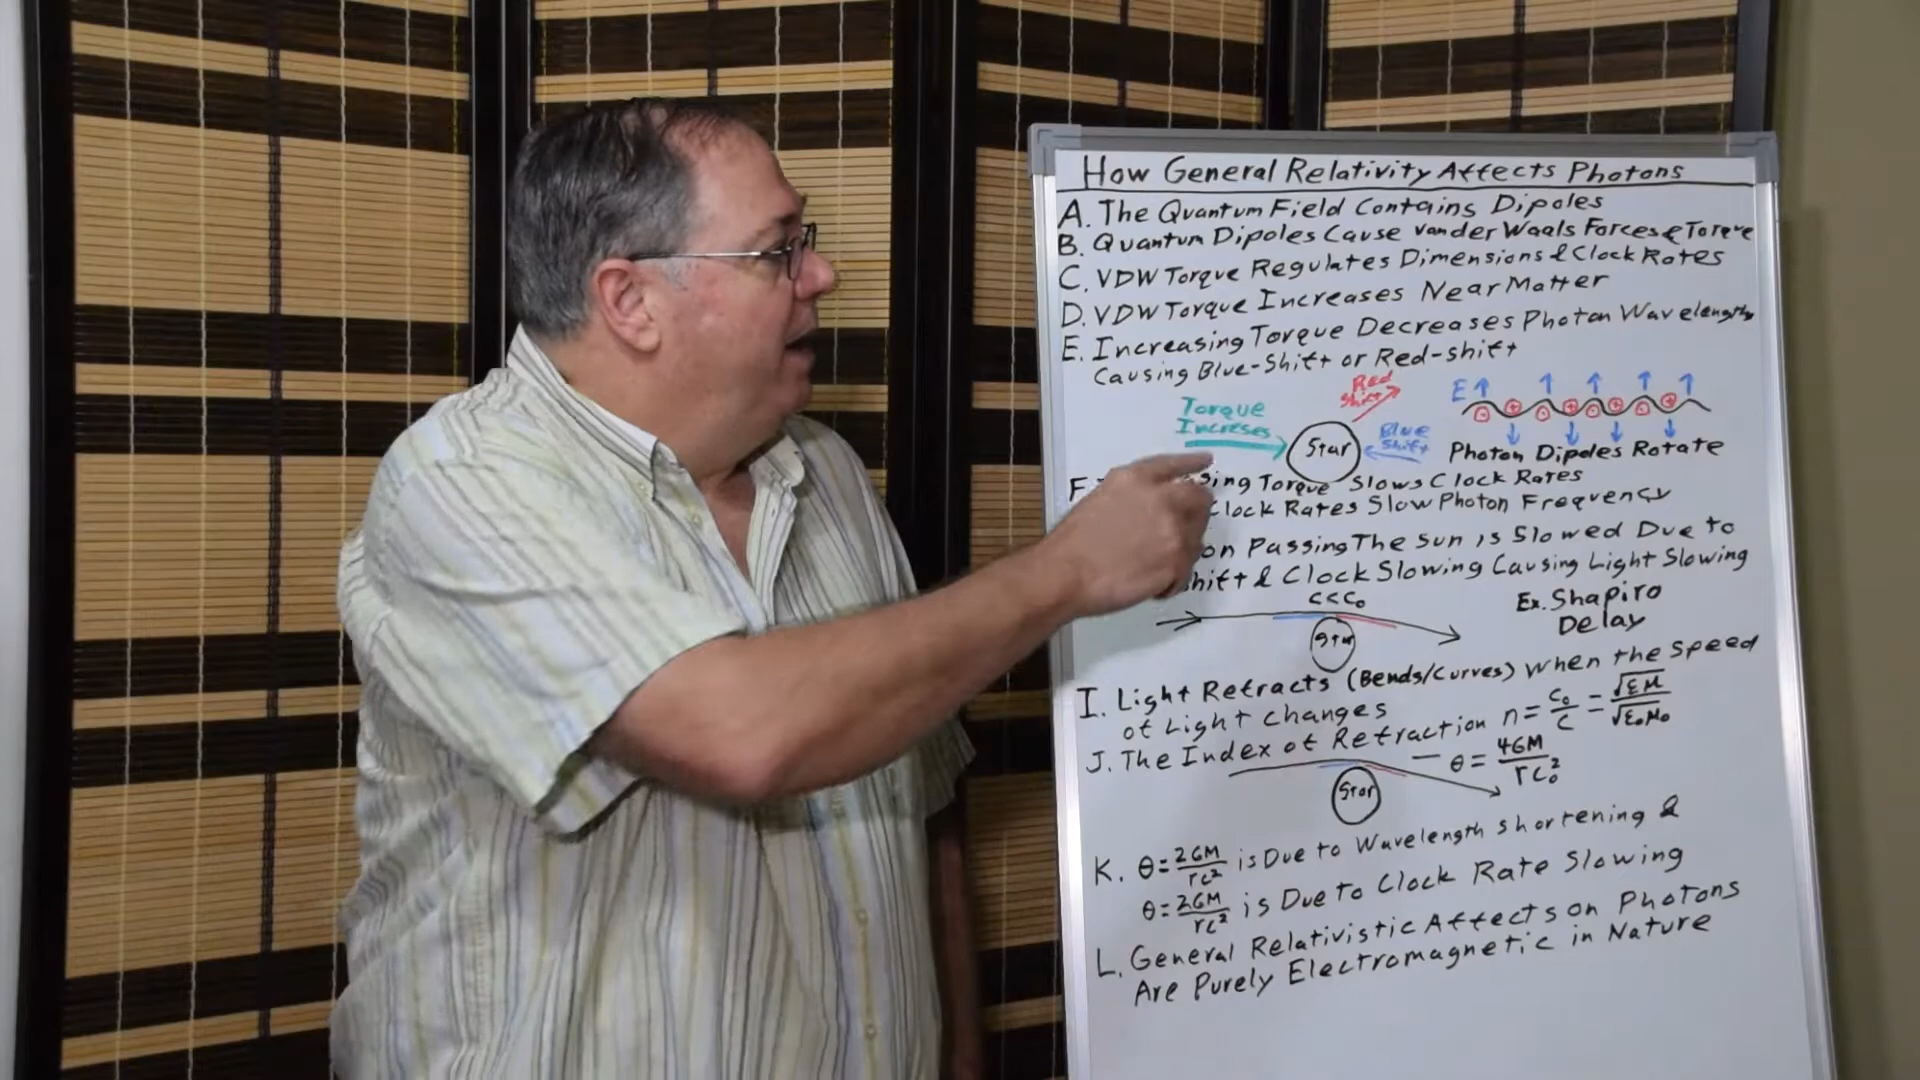 How General Relativity Affects Photons
A. The Quantum Field Contains Dipoles
B. Quantum Dipoles Cause van der Waals Forces & Torque
C. VDW Torque Regulates Dimensions & Clock Rates
D. VDW Torque Increases Near Matter
E. Increasing Torque Decreases Photon Wavelength
Causing Blue-Shift or Red-shift
Red
Shift
Torque
Increses
Star
Blue
Shift
E
- + - + - + - +
Photon Dipoles Rotate
F. sing Torque Slows Clock Rates
Clock Rates Slow Photon Frequency
on Passing The Sun is Slowed Due to
hift & Clock Slowing Causing Light Slowing
c<c₀
Ex. Shapiro
Delay
Star
I. Light Refracts (Bends/Curves) When the Speed
of Light Changes
J. The Index of Refraction n = c₀/c = √εμ/√ε₀μ₀
θ = 4GM/rc₀²
Star
K. θ = 2GM/rc² is Due to Wavelength shortening &
θ = 2GM/rc² is Due to Clock Rate Slowing
L. General Relativistic Affects on Photons
Are Purely Electromagnetic in Nature